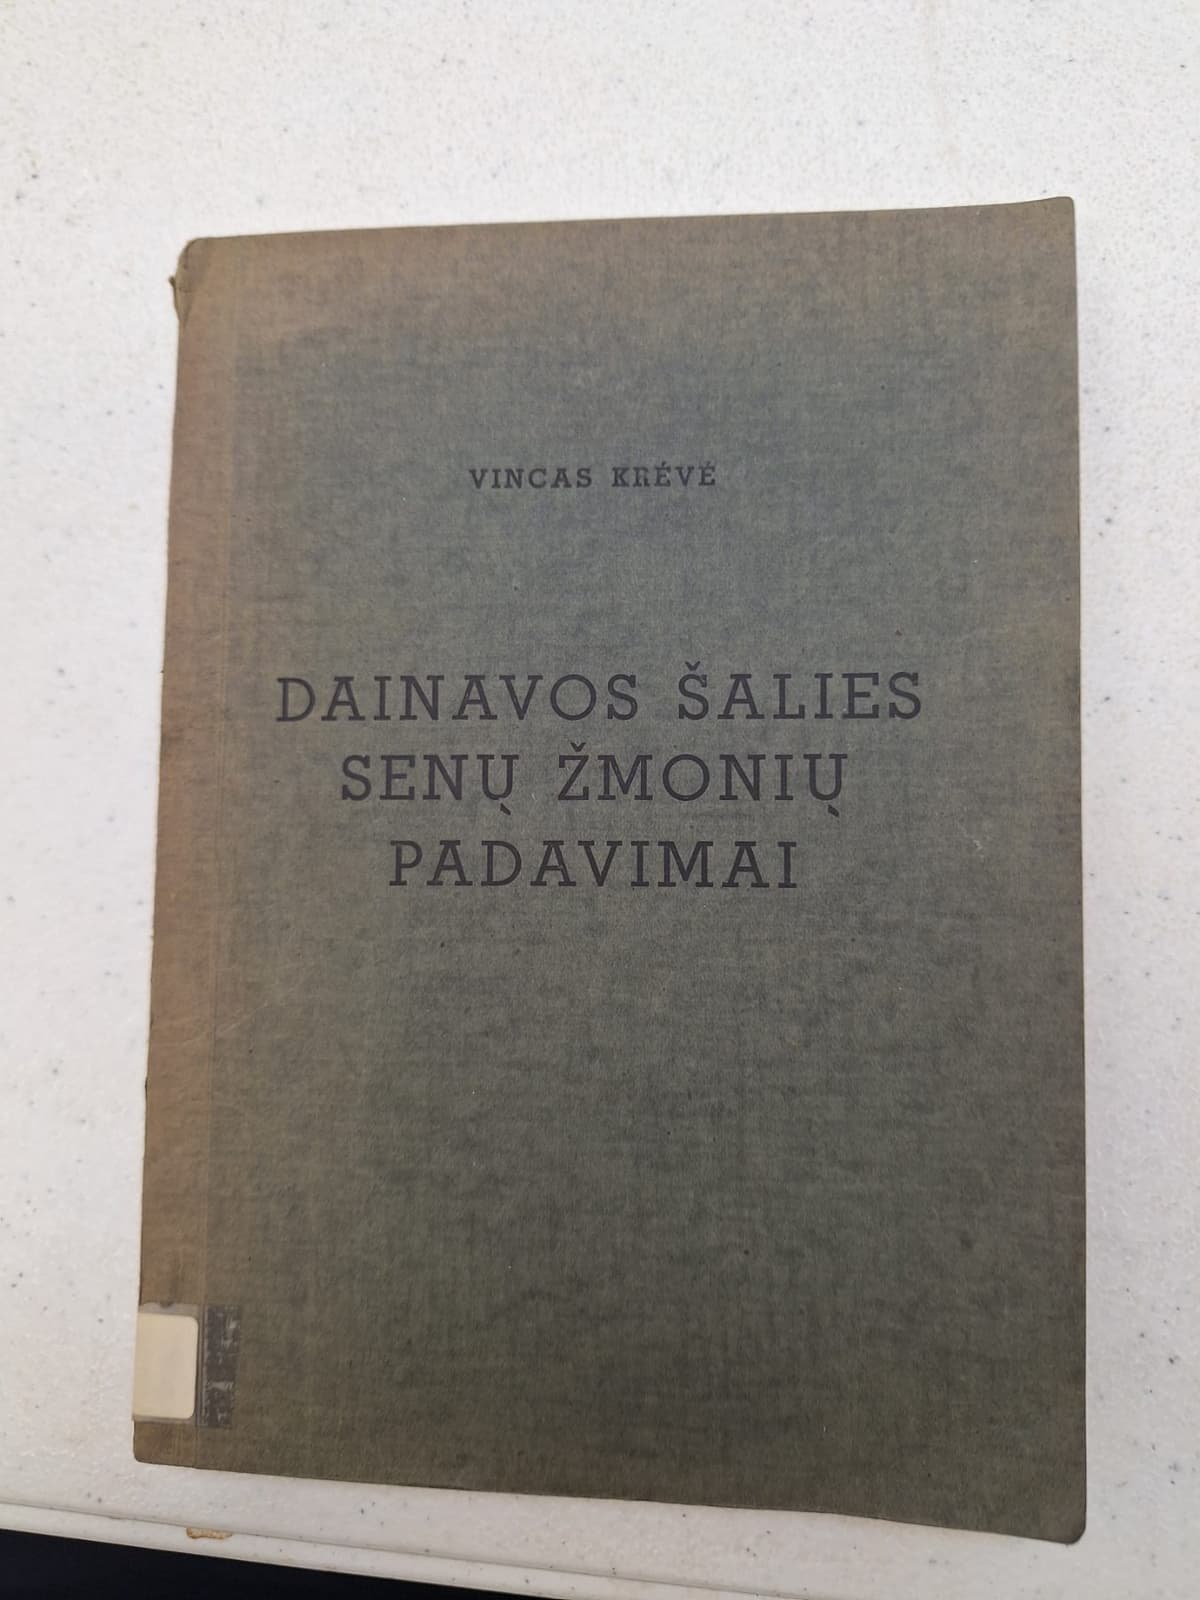 VINCAS KRĖVĖ
DAINAVOS ŠALIES
SENŲ ŽMONIŲ
PADAVIMAI